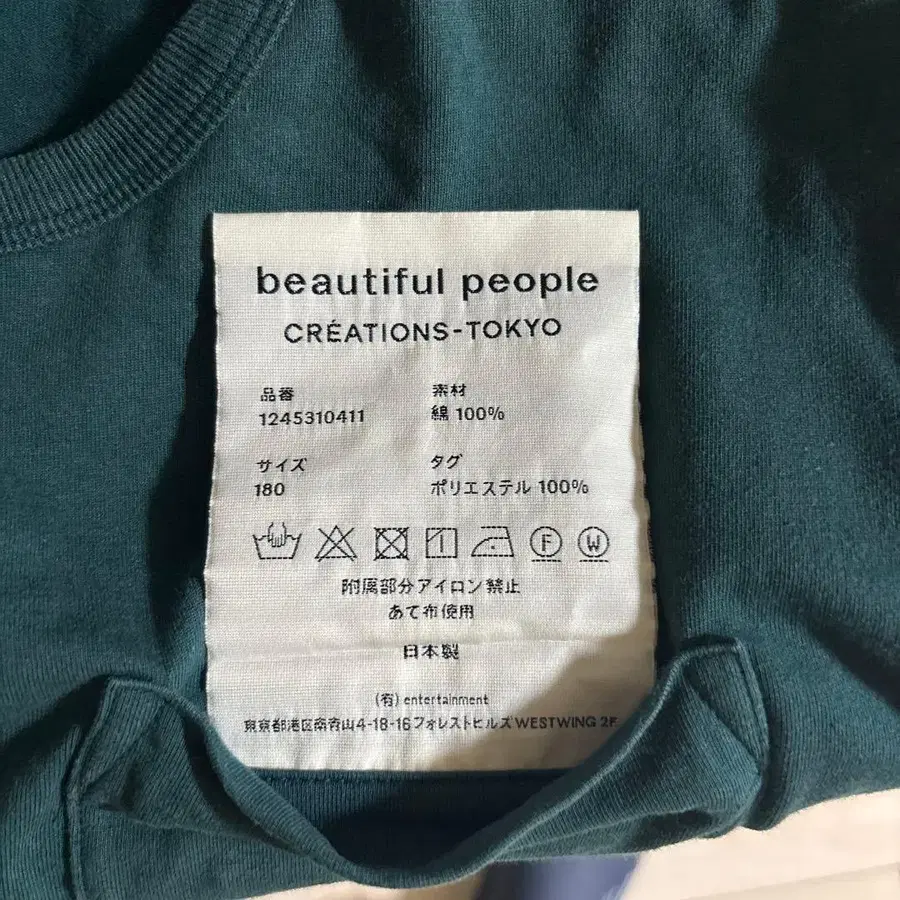 beautiful people
CRÉATIONS-TOKYO
品番
1245310411
素材
綿 100%
サイズ
180
タグ
ポリエステル 100%
F
W
附属部分アイロン禁止
あて布使用
日本製
(有) entertainment
東京都港区南青山4-18-16フォレストヒルズ WESTWING 2F